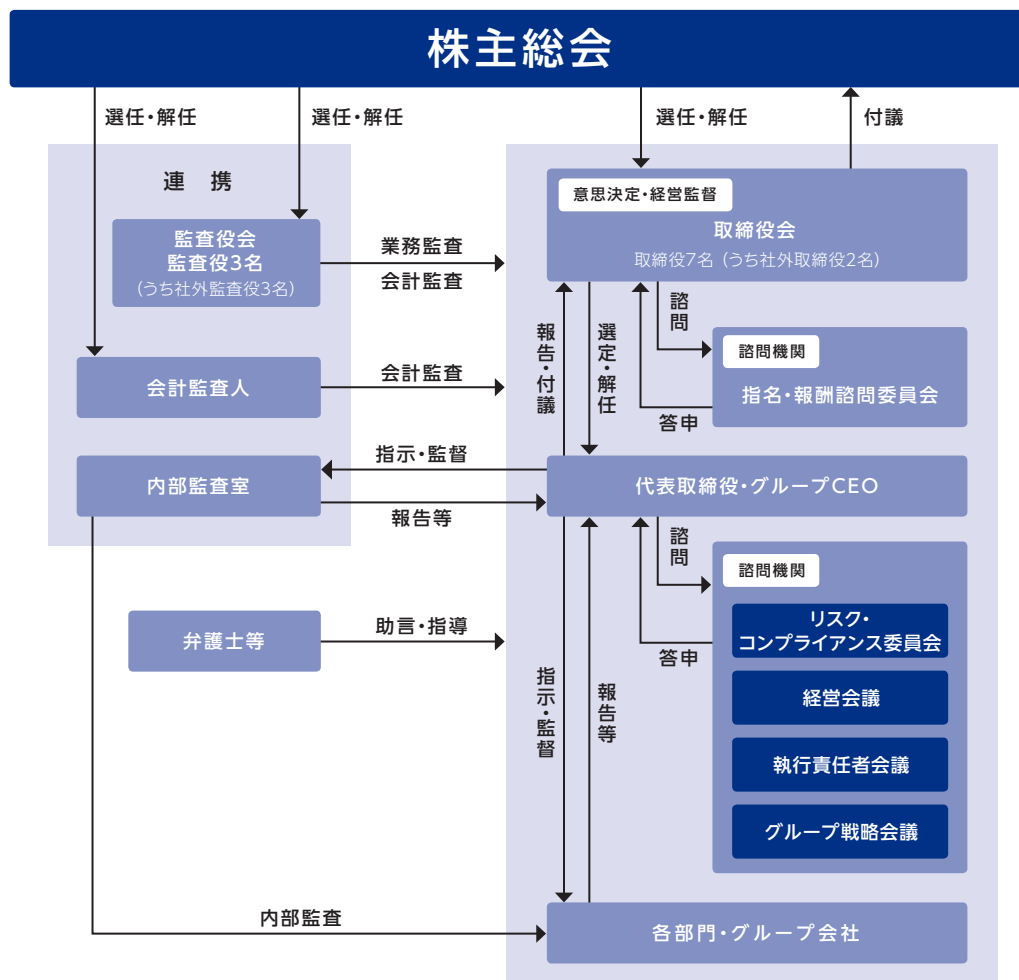 株主総会
選任・解任
選任・解任
選任・解任
付議
連 携
監査役会
監査役3名
(うち社外監査役3名)
業務監査
会計監査
意思決定・経営監督
取締役会
取締役7名 (うち社外取締役2名)
諮問
報告・付議
選定・解任
諮問機関
指名・報酬諮問委員会
答申
会計監査人
会計監査
指示・監督
内部監査室
報告等
代表取締役・グループCEO
諮問
諮問機関
リスク・
コンプライアンス委員会
答申
弁護士等
助言・指導
指示・監督
報告等
経営会議
執行責任者会議
グループ戦略会議
内部監査
各部門・グループ会社